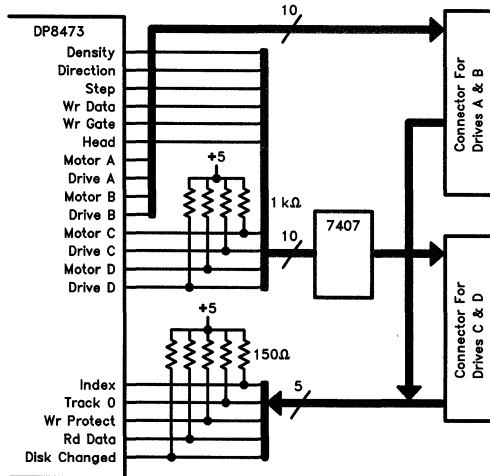 DP8473
Density
Direction
Step
Wr Data
Wr Gate
Head
Motor A
Drive A
Motor B
Drive B
Motor C
Drive C
Motor D
Drive D
Index
Track 0
Wr Protect
Rd Data
Disk Changed
10
+5
1 kΩ
10
7407
+5
150Ω
5
Connector For
Drives A & B
Connector For
Drives C & D